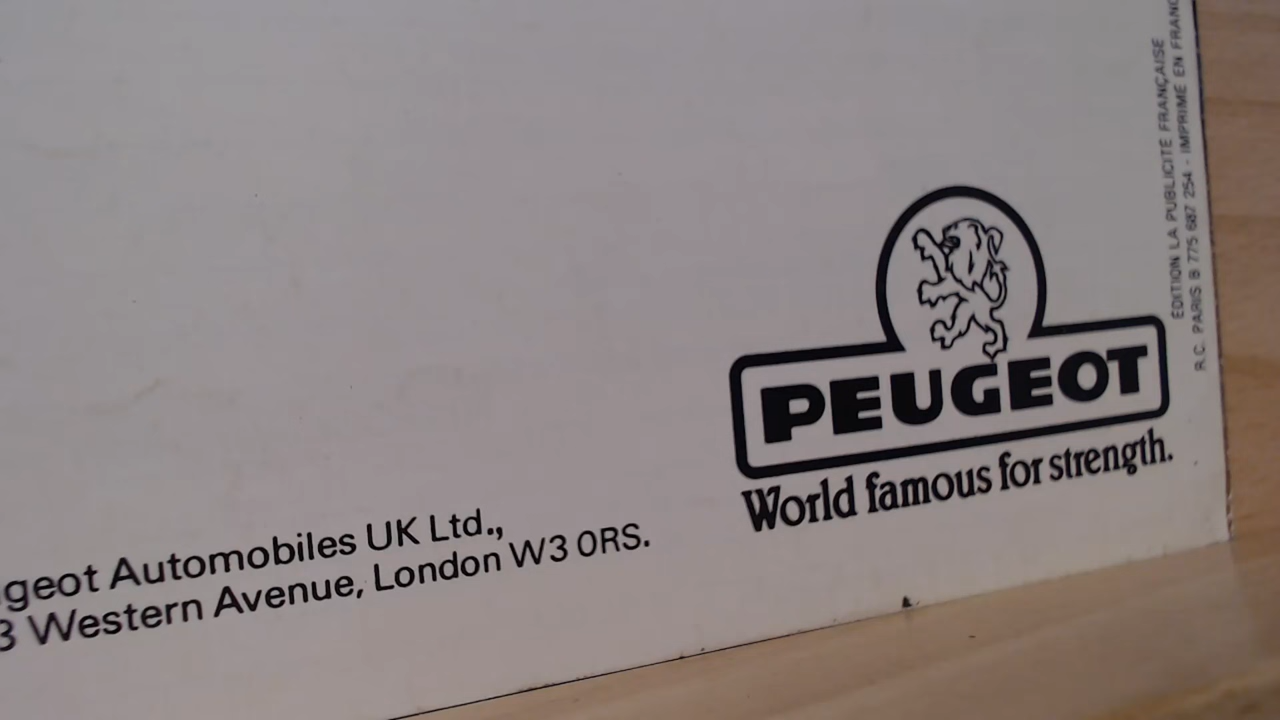 geot Automobiles UK Ltd.,
3 Western Avenue, London W3 0RS.
PEUGEOT
World famous for strength.
EDITION LA PUBLICITÉ FRANÇAISE
R.C. PARIS B 775 687 254 - IMPRIMÉ EN FRANC